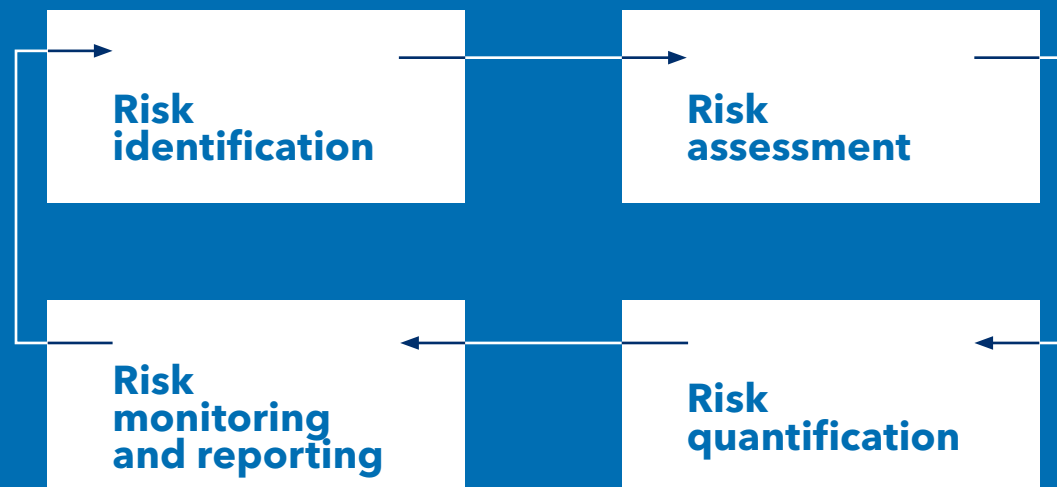 Risk
identification
Risk
assessment
Risk
monitoring
and reporting
Risk
quantification